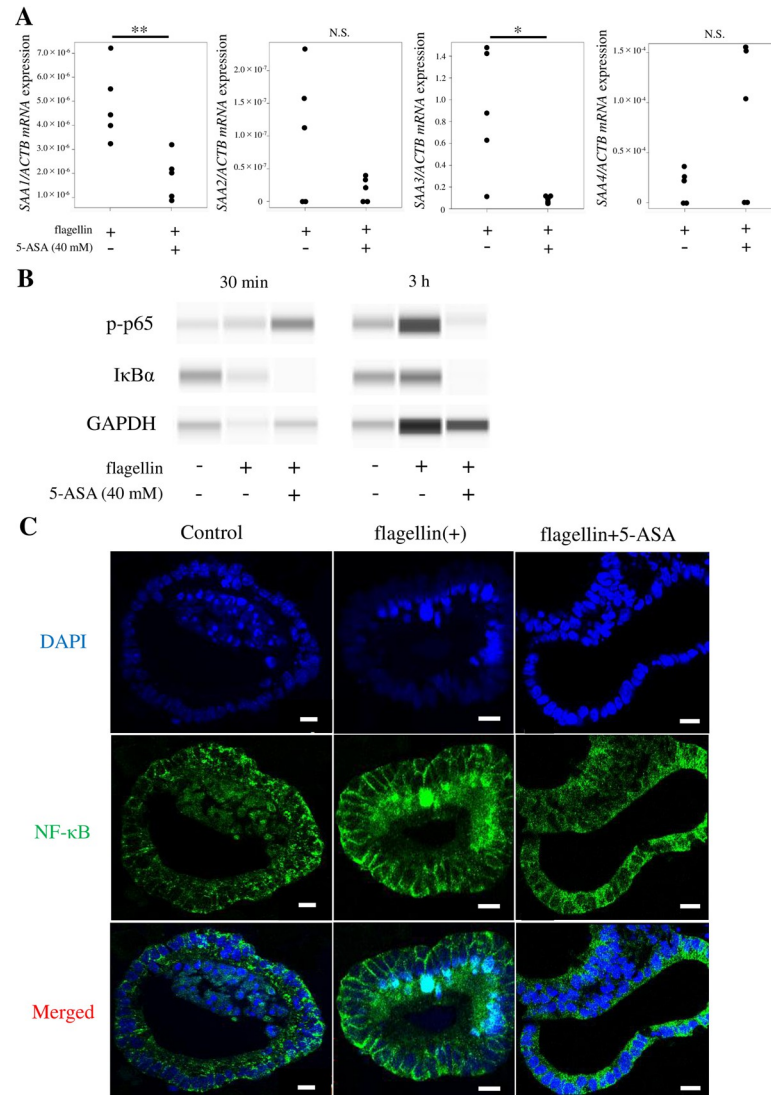 A
** N.S. * N.S.
SAA1/ACTB mRNA expression
7.0×10⁻⁶
6.0×10⁻⁶
5.0×10⁻⁶
4.0×10⁻⁶
3.0×10⁻⁶
2.0×10⁻⁶
1.0×10⁻⁶
SAA2/ACTB mRNA expression
2.0×10⁻⁷
1.5×10⁻⁷
1.0×10⁻⁷
0.5×10⁻⁷
0
SAA3/ACTB mRNA expression
1.4
1.2
1.0
0.8
0.6
0.4
0.2
0
SAA4/ACTB mRNA expression
1.5×10⁻⁴
1.0×10⁻⁴
0.5×10⁻⁴
0
flagellin + + + + + + + +
5-ASA (40 mM) - + - + - + - +
B
30 min 3 h
p-p65
IκBα
GAPDH
flagellin - + + - + +
5-ASA (40 mM) - - + - - +
C
Control flagellin(+) flagellin+5-ASA
DAPI
NF-κB
Merged